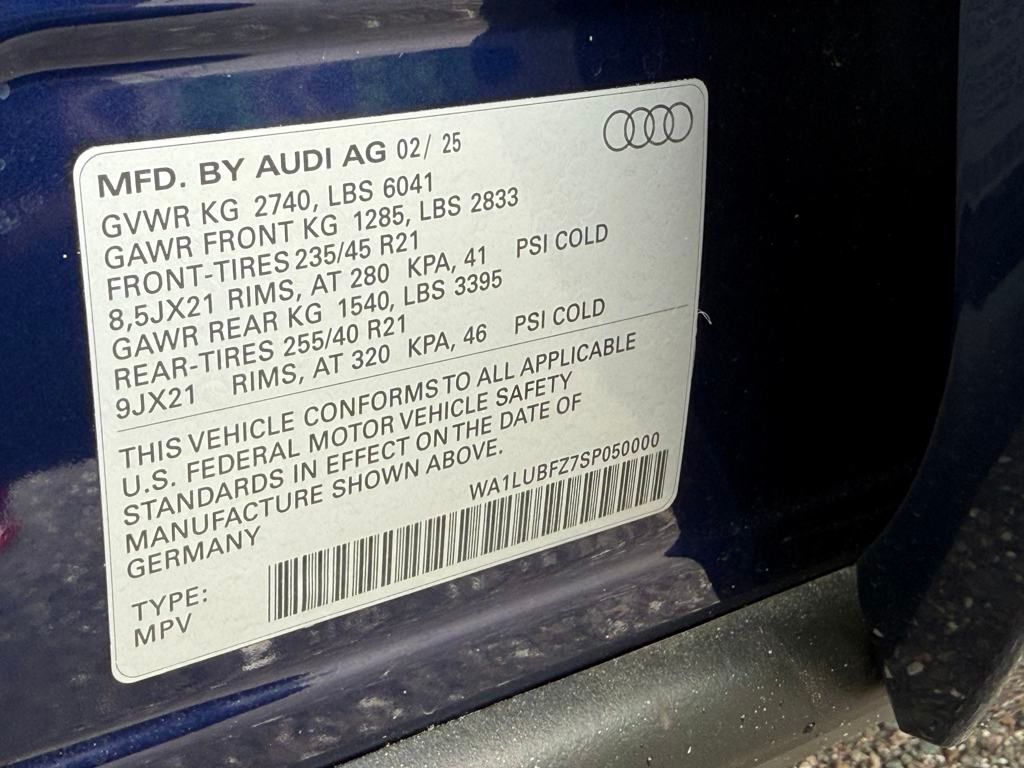 MFD. BY AUDI AG 02/ 25
GVWR KG 2740, LBS 6041
GAWR FRONT KG 1285, LBS 2833
FRONT-TIRES 235/45 R21
8,5JX21 RIMS, AT 280 KPA, 41 PSI COLD
GAWR REAR KG 1540, LBS 3395
REAR-TIRES 255/40 R21
9JX21 RIMS, AT 320 KPA, 46 PSI COLD
THIS VEHICLE CONFORMS TO ALL APPLICABLE
U.S. FEDERAL MOTOR VEHICLE SAFETY
STANDARDS IN EFFECT ON THE DATE OF
MANUFACTURE SHOWN ABOVE.
GERMANY
WA1LUBFZ7SP050000
TYPE:
MPV